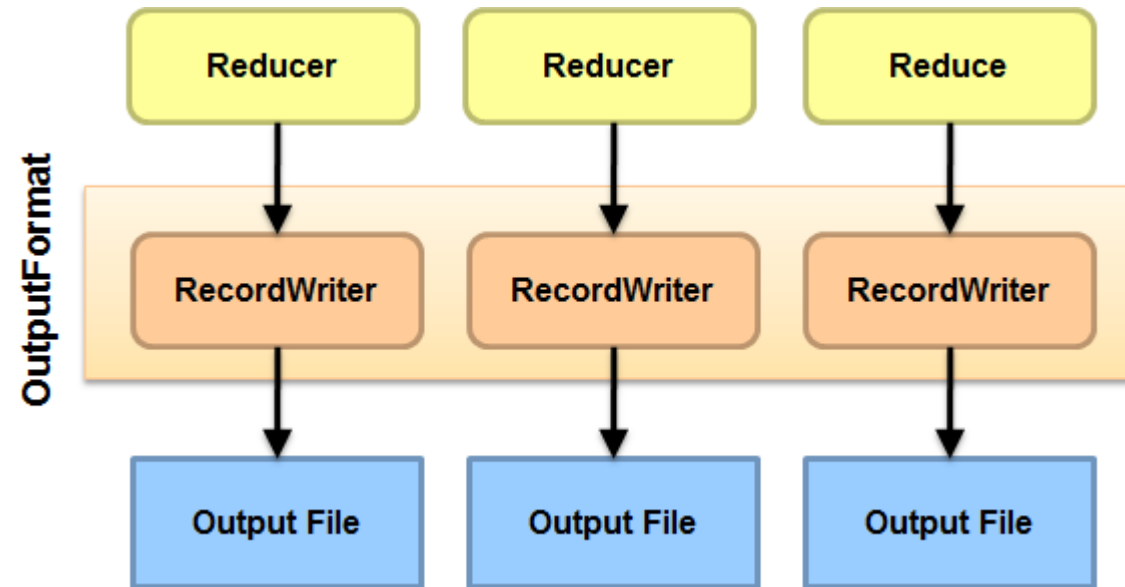 Reducer
Reducer
Reduce
OutputFormat
RecordWriter
RecordWriter
RecordWriter
Output File
Output File
Output File